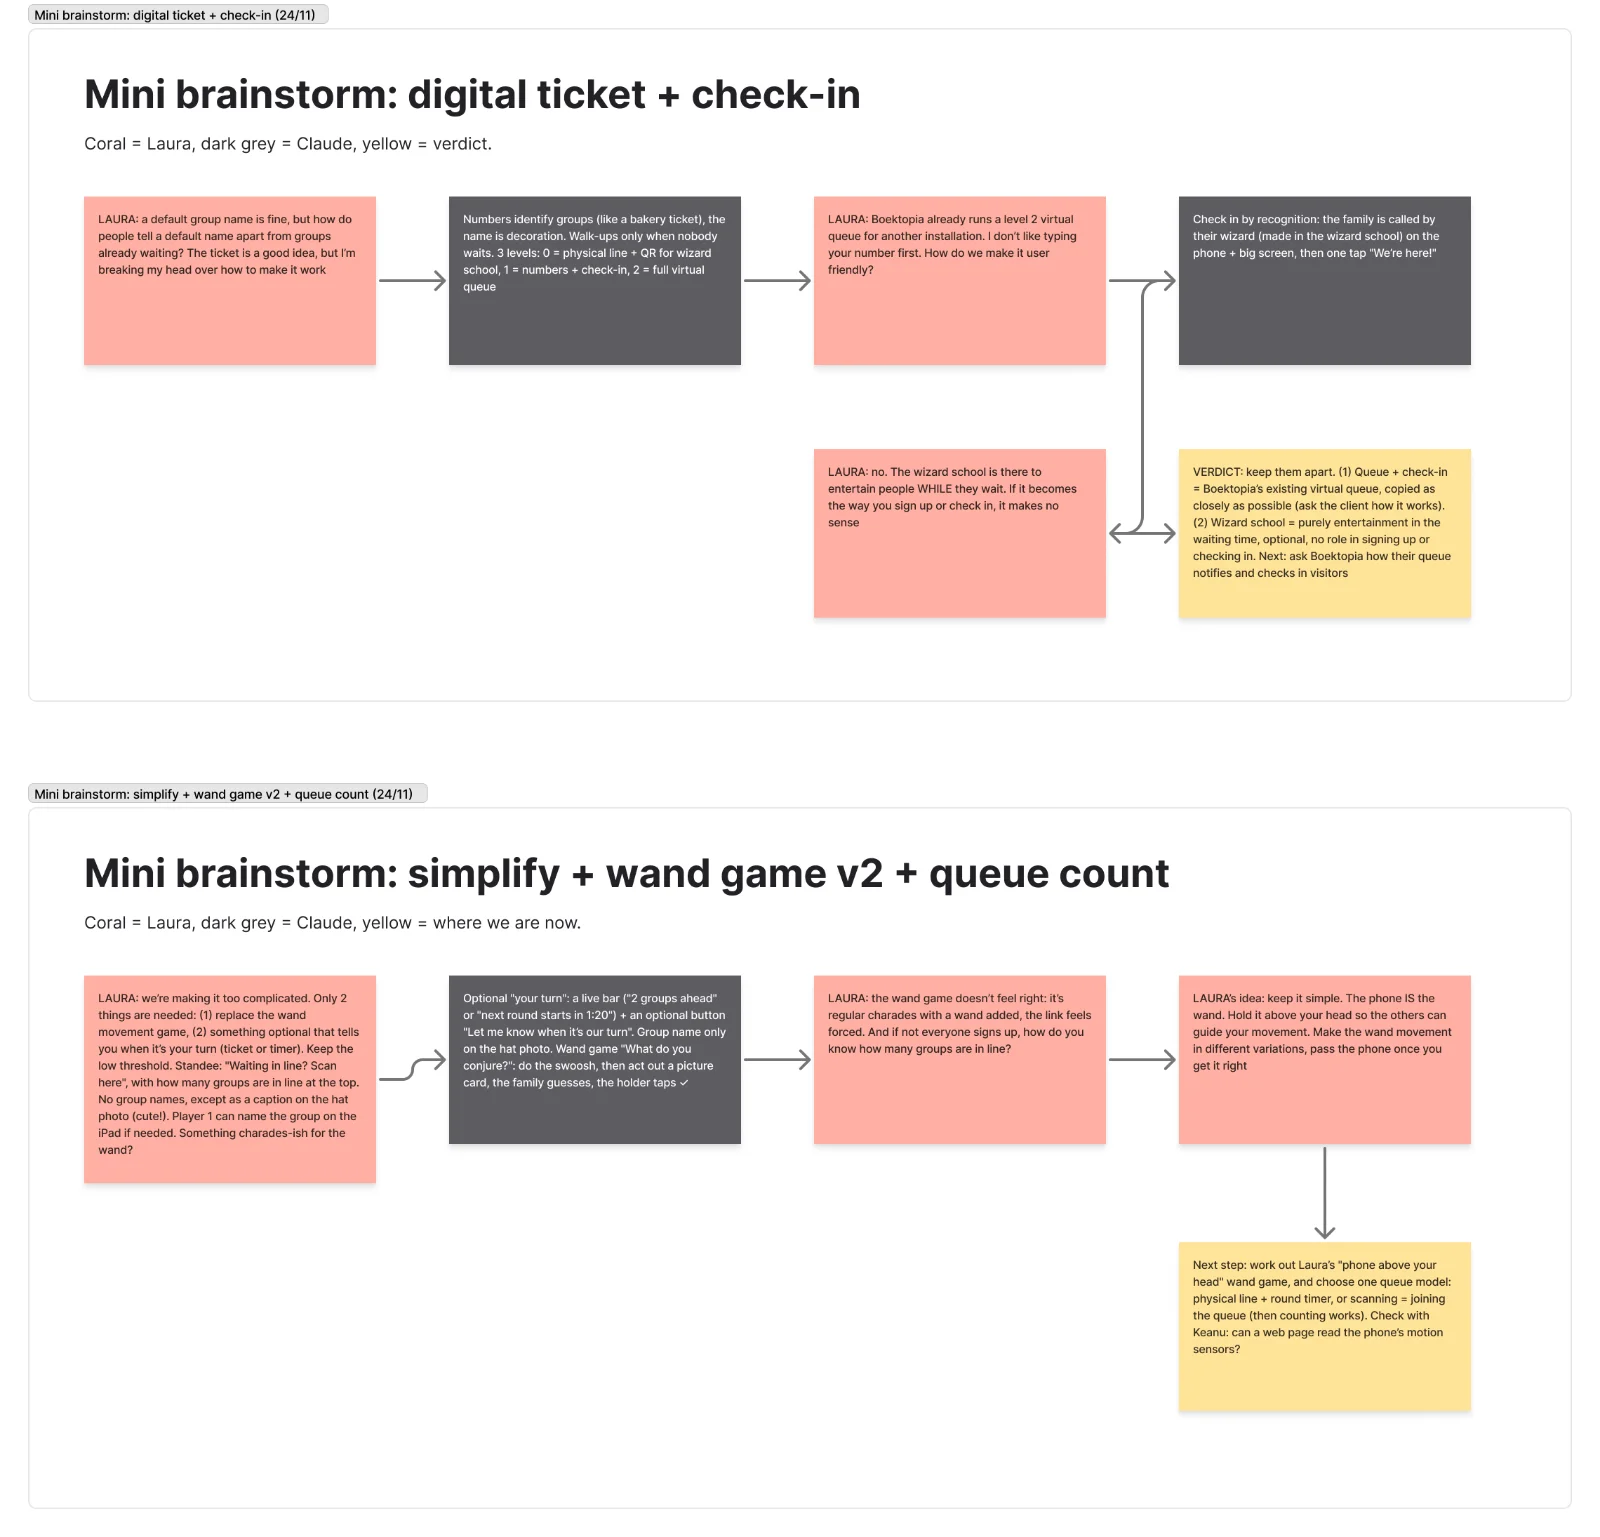 Mini brainstorm: digital ticket + check-in (24/11)
Mini brainstorm: digital ticket + check-in
Coral = Laura, dark grey = Claude, yellow = verdict.
LAURA: a default group name is fine, but how do
people tell a default name apart from groups
already waiting? The ticket is a good idea, but I'm
breaking my head over how to make it work
Numbers identify groups (like a bakery ticket), the
name is decoration. Walk-ups only when nobody
waits. 3 levels: 0 = physical line + QR for wizard
school, 1 = numbers + check-in, 2 = full virtual
queue
LAURA: Boektopia already runs a level 2 virtual
queue for another installation. I don't like typing
your number first. How do we make it user
friendly?
Check in by recognition: the family is called by
their wizard (made in the wizard school) on the
phone + big screen, then one tap "We're here!"
LAURA: no. The wizard school is there to
entertain people WHILE they wait. If it becomes
the way you sign up or check in, it makes no
sense
VERDICT: keep them apart. (1) Queue + check-in
= Boektopia's existing virtual queue, copied as
closely as possible (ask the client how it works).
(2) Wizard school = purely entertainment in the
waiting time, optional, no role in signing up or
checking in. Next: ask Boektopia how their queue
notifies and checks in visitors
Mini brainstorm: simplify + wand game v2 + queue count (24/11)
Mini brainstorm: simplify + wand game v2 + queue count
Coral = Laura, dark grey = Claude, yellow = where we are now.
LAURA: we're making it too complicated. Only 2
things are needed: (1) replace the wand
movement game, (2) something optional that tells
you when it's your turn (ticket or timer). Keep the
low threshold. Standee: "Waiting in line? Scan
here", with how many groups are in line at the top.
No group names, except as a caption on the hat
photo (cute!). Player 1 can name the group on the
iPad if needed. Something charades-ish for the
wand?
Optional "your turn": a live bar ("2 groups ahead"
or "next round starts in 1:20") + an optional button
"Let me know when it's our turn". Group name only
on the hat photo. Wand game "What do you
conjure?": do the swoosh, then act out a picture
card, the family guesses, the holder taps ✓
LAURA: the wand game doesn't feel right: it's
regular charades with a wand added, the link feels
forced. And if not everyone signs up, how do you
know how many groups are in line?
LAURA's idea: keep it simple. The phone IS the
wand. Hold it above your head so the others can
guide your movement. Make the wand movement
in different variations, pass the phone once you
get it right
Next step: work out Laura's "phone above your
head" wand game, and choose one queue model:
physical line + round timer, or scanning = joining
the queue (then counting works). Check with
Keanu: can a web page read the phone's motion
sensors?